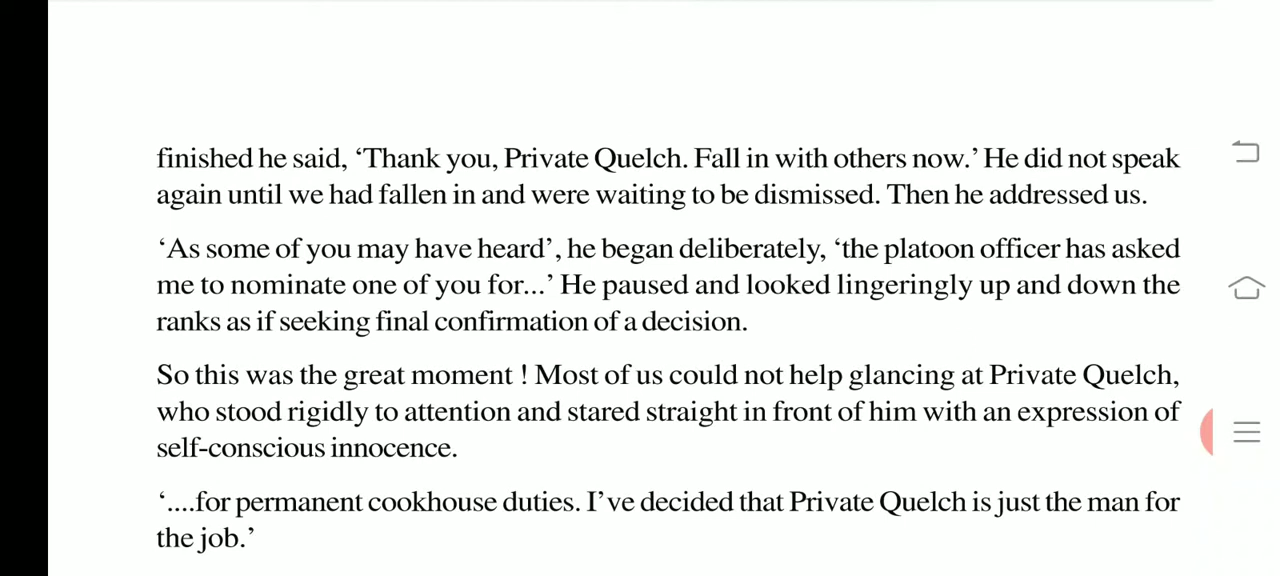 finished he said, ‘Thank you, Private Quelch. Fall in with others now.’ He did not speak
again until we had fallen in and were waiting to be dismissed. Then he addressed us.
‘As some of you may have heard’, he began deliberately, ‘the platoon officer has asked
me to nominate one of you for...’ He paused and looked lingeringly up and down the
ranks as if seeking final confirmation of a decision.
So this was the great moment ! Most of us could not help glancing at Private Quelch,
who stood rigidly to attention and stared straight in front of him with an expression of
self-conscious innocence.
‘....for permanent cookhouse duties. I’ve decided that Private Quelch is just the man for
the job.’